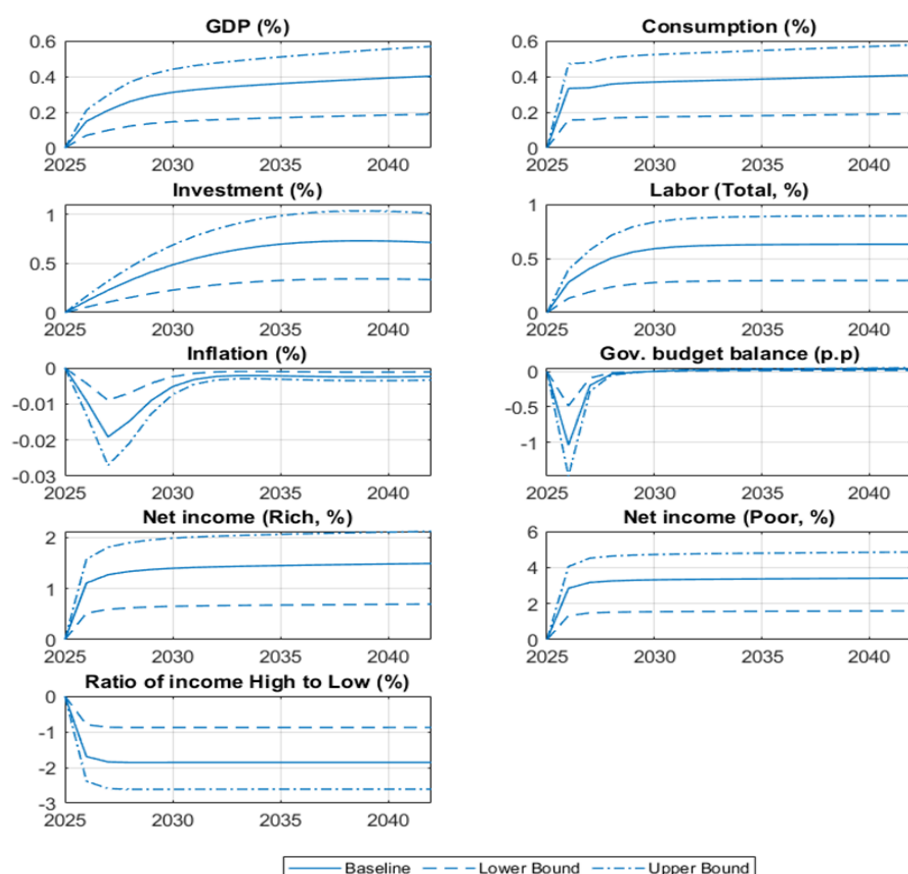 GDP (%)
0.6
0.4
0.2
0
2025 2030 2035 2040
Consumption (%)
0.6
0.4
0.2
0
2025 2030 2035 2040
Investment (%)
1
0.5
0
2025 2030 2035 2040
Labor (Total, %)
1
0.5
0
2025 2030 2035 2040
Inflation (%)
0
-0.01
-0.02
-0.03
2025 2030 2035 2040
Gov. budget balance (p.p)
0
-0.5
-1
2025 2030 2035 2040
Net income (Rich, %)
2
1
0
2025 2030 2035 2040
Net income (Poor, %)
6
4
2
0
2025 2030 2035 2040
Ratio of income High to Low (%)
0
-1
-2
-3
2025 2030 2035 2040
Baseline Lower Bound Upper Bound